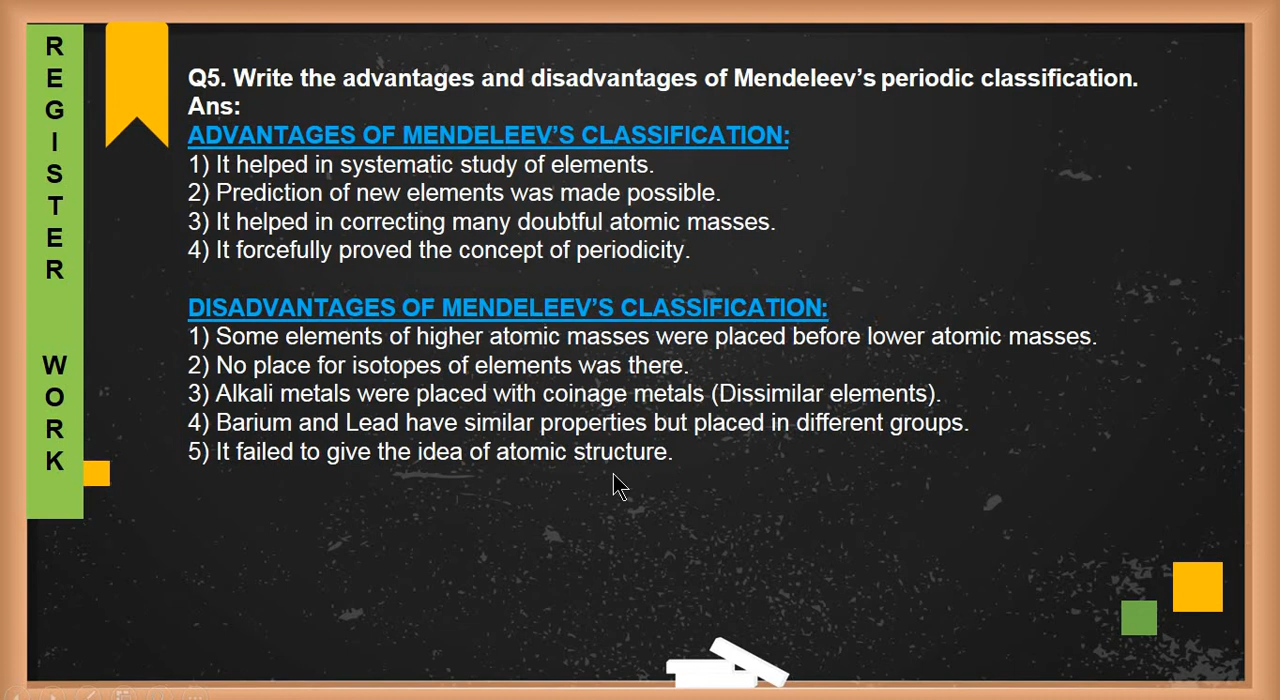 REGISTER WORK
Q5. Write the advantages and disadvantages of Mendeleev’s periodic classification.
Ans:
ADVANTAGES OF MENDELEEV’S CLASSIFICATION:
1) It helped in systematic study of elements.
2) Prediction of new elements was made possible.
3) It helped in correcting many doubtful atomic masses.
4) It forcefully proved the concept of periodicity.
DISADVANTAGES OF MENDELEEV’S CLASSIFICATION:
1) Some elements of higher atomic masses were placed before lower atomic masses.
2) No place for isotopes of elements was there.
3) Alkali metals were placed with coinage metals (Dissimilar elements).
4) Barium and Lead have similar properties but placed in different groups.
5) It failed to give the idea of atomic structure.